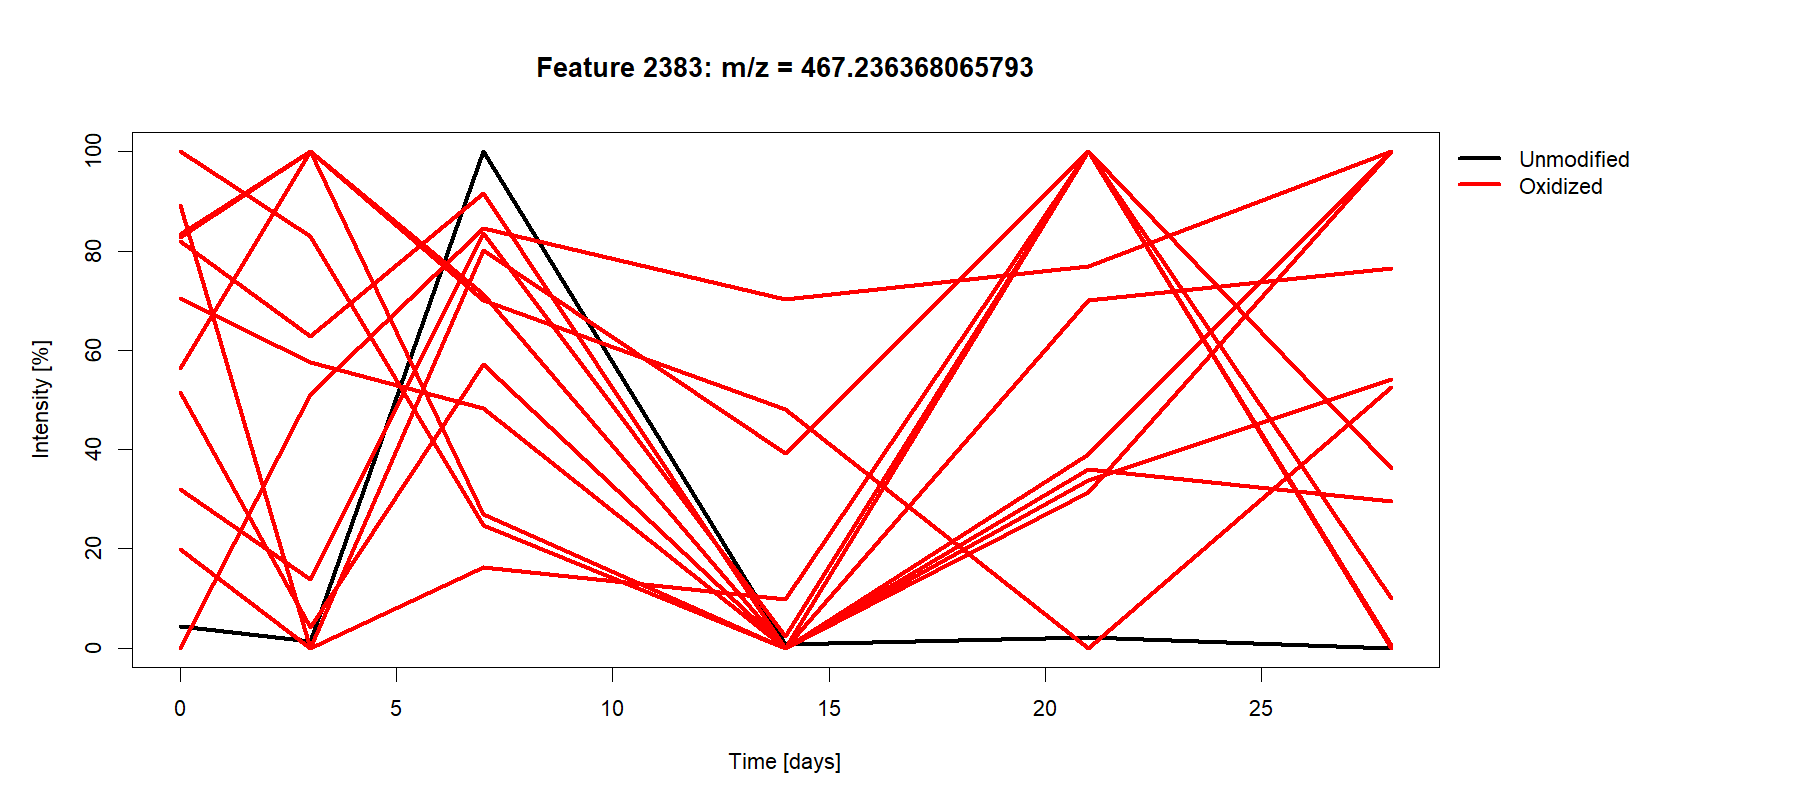 Feature 2383: m/z = 467.236368065793
Unmodified
Oxidized
Intensity [%]
100
80
60
40
20
0
0 5 10 15 20 25
Time [days]